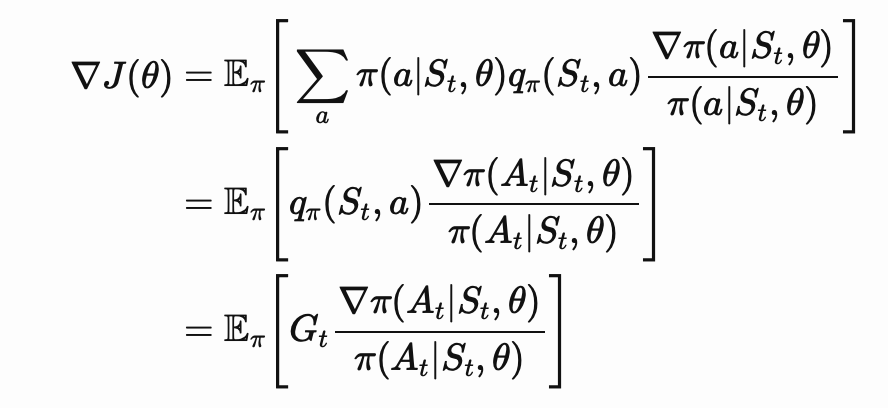 ∇J(θ) = 𝔼_π [ ∑_a π(a|S_t, θ) q_π(S_t, a) ∇π(a|S_t, θ) / π(a|S_t, θ) ]
= 𝔼_π [ q_π(S_t, a) ∇π(A_t|S_t, θ) / π(A_t|S_t, θ) ]
= 𝔼_π [ G_t ∇π(A_t|S_t, θ) / π(A_t|S_t, θ) ]